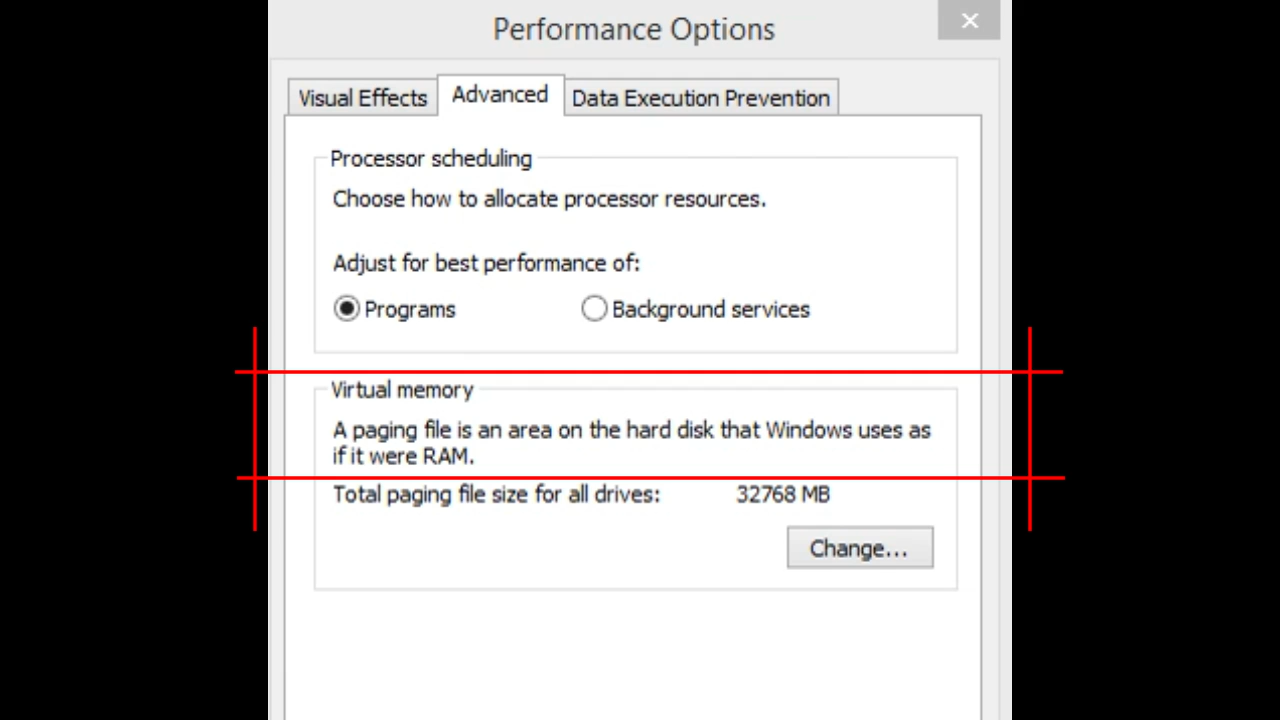 Performance Options
Visual Effects Advanced Data Execution Prevention
Processor scheduling
Choose how to allocate processor resources.
Adjust for best performance of:
Programs Background services
Virtual memory
A paging file is an area on the hard disk that Windows uses as
if it were RAM.
Total paging file size for all drives: 32768 MB
Change...